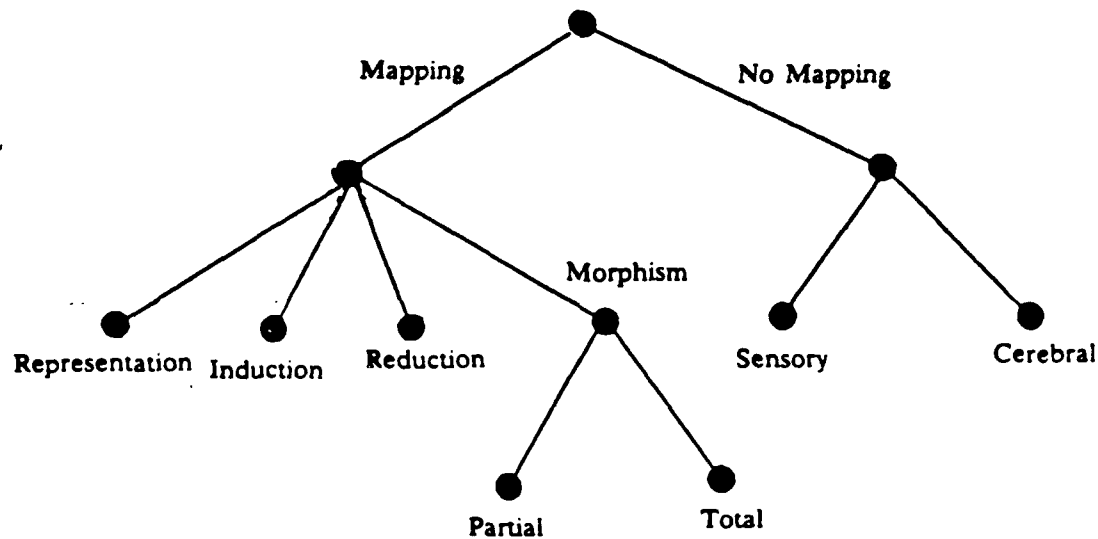 Mapping
No Mapping
Morphism
Representation
Induction
Reduction
Sensory
Cerebral
Partial
Total